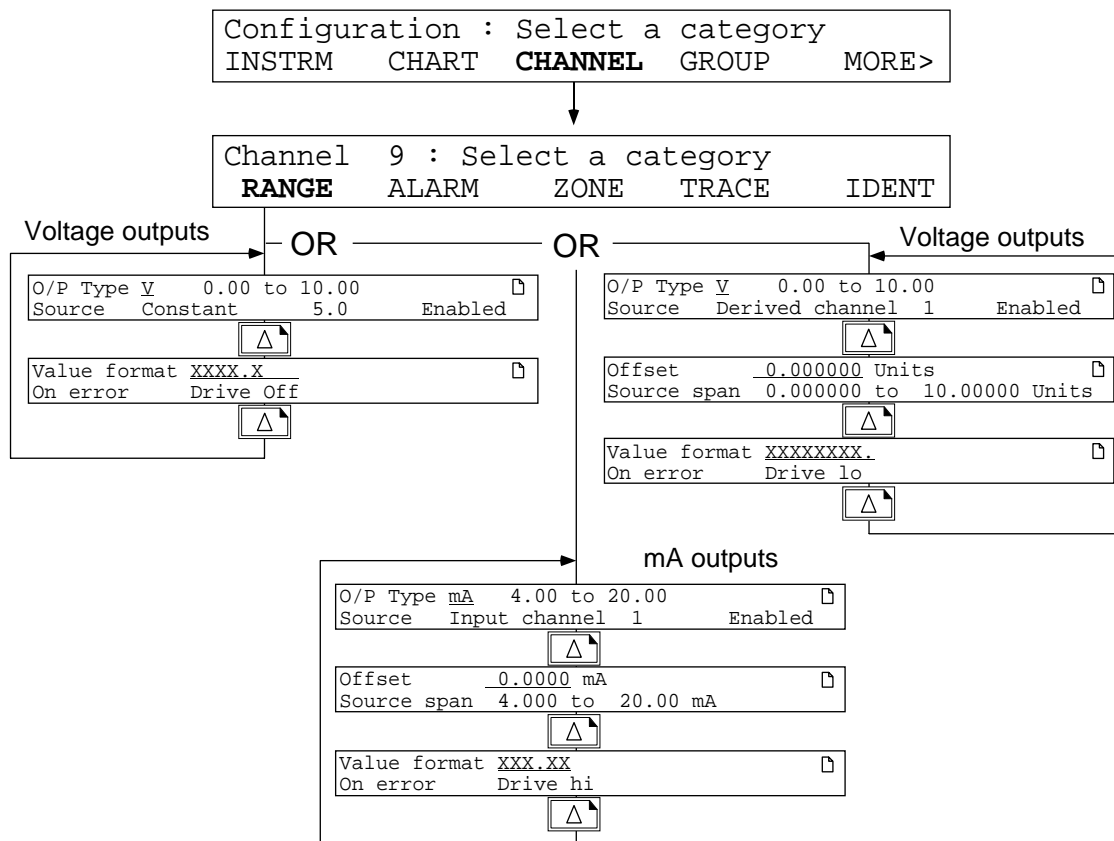 Configuration : Select a category
INSTRM CHART CHANNEL GROUP MORE>
Channel 9 : Select a category
RANGE ALARM ZONE TRACE IDENT
Voltage outputs
OR
OR
Voltage outputs
O/P Type V 0.00 to 10.00
Source Constant 5.0 Enabled
Value format XXXX.X
On error Drive Off
O/P Type V 0.00 to 10.00
Source Derived channel 1 Enabled
Offset 0.000000 Units
Source span 0.000000 to 10.00000 Units
Value format XXXXXXXX.
On error Drive lo
mA outputs
O/P Type mA 4.00 to 20.00
Source Input channel 1 Enabled
Offset 0.0000 mA
Source span 4.000 to 20.00 mA
Value format XXX.XX
On error Drive hi